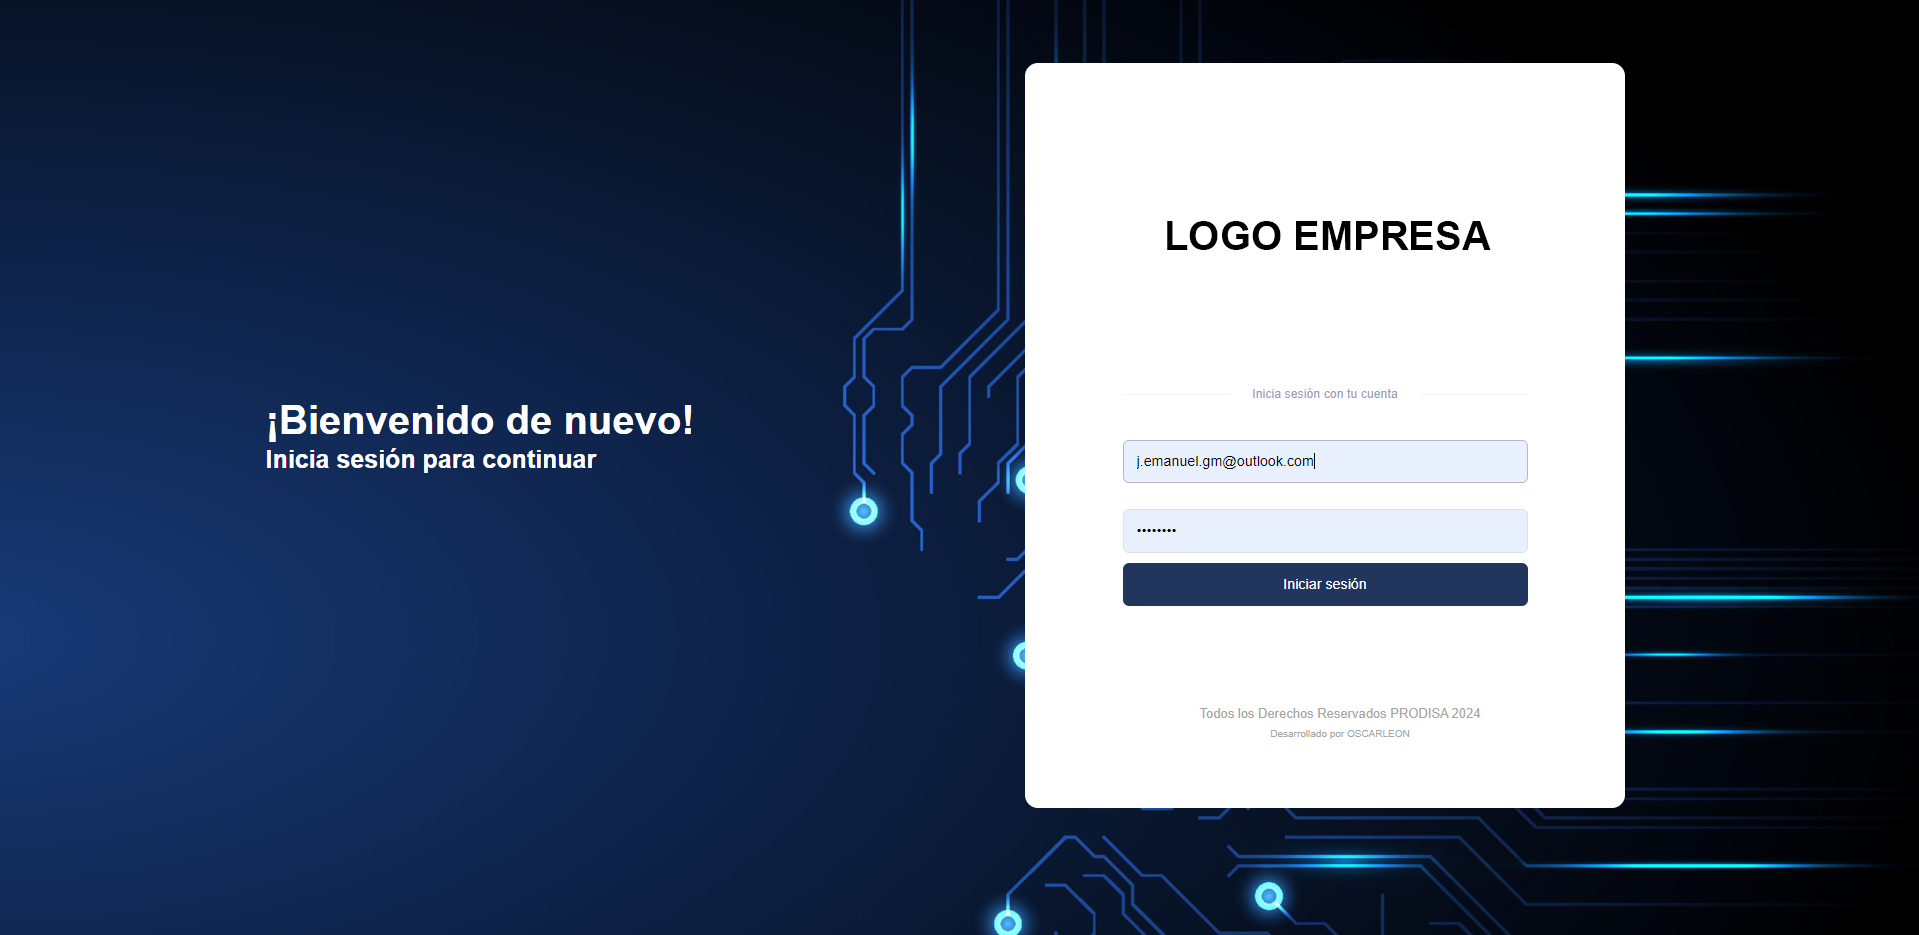 ¡Bienvenido de nuevo!
Inicia sesión para continuar
LOGO EMPRESA
Inicia sesión con tu cuenta
j.emanuel.gm@outlook.com
••••••••
Iniciar sesión
Todos los Derechos Reservados PRODISA 2024
Desarrollado por OSCARLEON